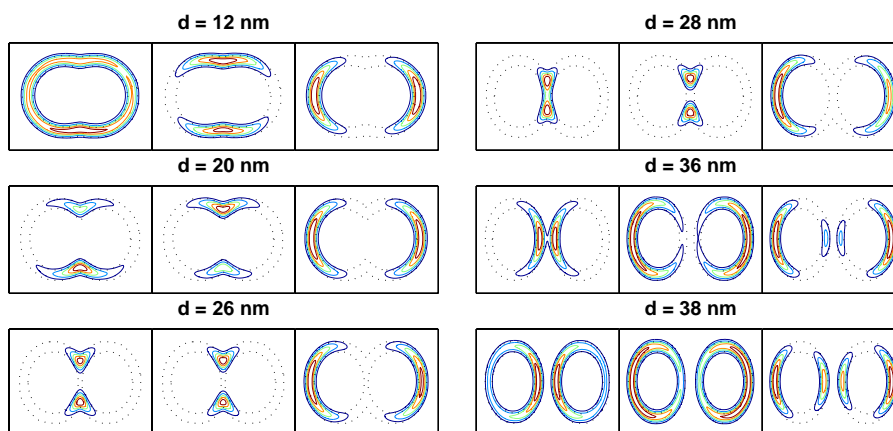 d = 12 nm
d = 28 nm
d = 20 nm
d = 36 nm
d = 26 nm
d = 38 nm